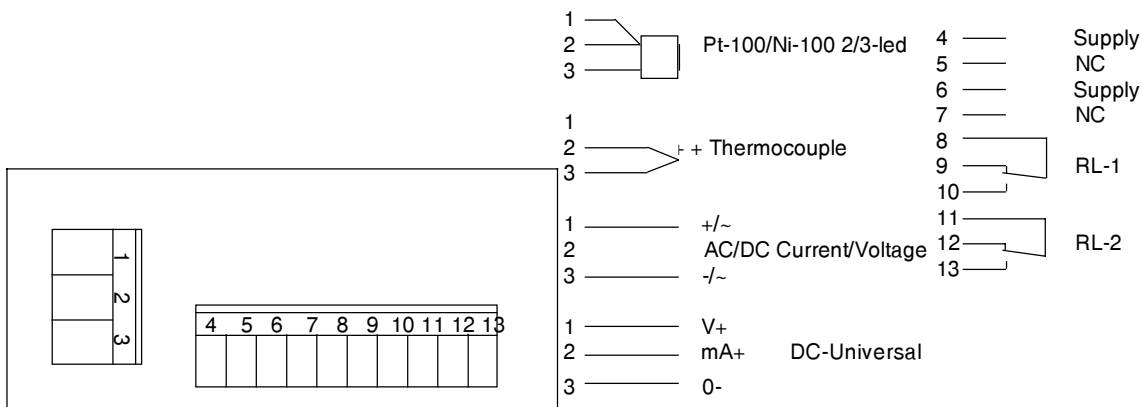 1
2 Pt-100/Ni-100 2/3-led
3
1
2 + + Thermocouple
3
1 +/~
2 AC/DC Current/Voltage
3 -/~
1 V+
2 mA+ DC-Universal
3 0-
4 Supply
5 NC
6 Supply
7 NC
8
9 RL-1
10
11
12 RL-2
13
1
2
3
4 5 6 7 8 9 10 11 12 13